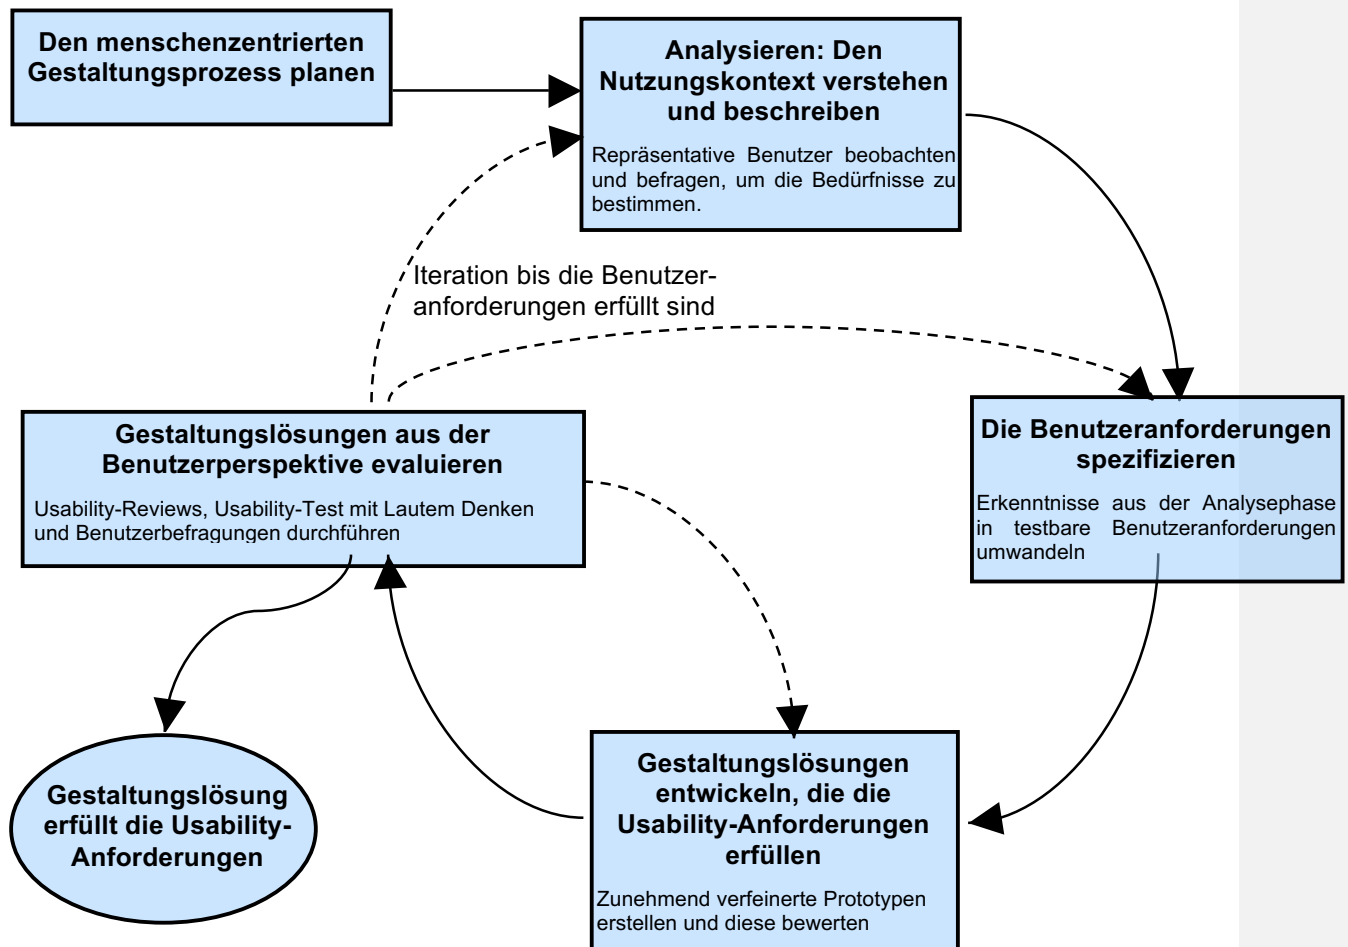 Den menschenzentrierten
Gestaltungsprozess planen
Analysieren: Den
Nutzungskontext verstehen
und beschreiben
Repräsentative Benutzer beobachten
und befragen, um die Bedürfnisse zu
bestimmen.
Iteration bis die Benutzer-
anforderungen erfüllt sind
Gestaltungslösungen aus der
Benutzerperspektive evaluieren
Usability-Reviews, Usability-Test mit Lautem Denken
und Benutzerbefragungen durchführen
Die Benutzeranforderungen
spezifizieren
Erkenntnisse aus der Analysephase
in testbare Benutzeranforderungen
umwandeln
Gestaltungslösung
erfüllt die Usability-
Anforderungen
Gestaltungslösungen
entwickeln, die die
Usability-Anforderungen
erfüllen
Zunehmend verfeinerte Prototypen
erstellen und diese bewerten